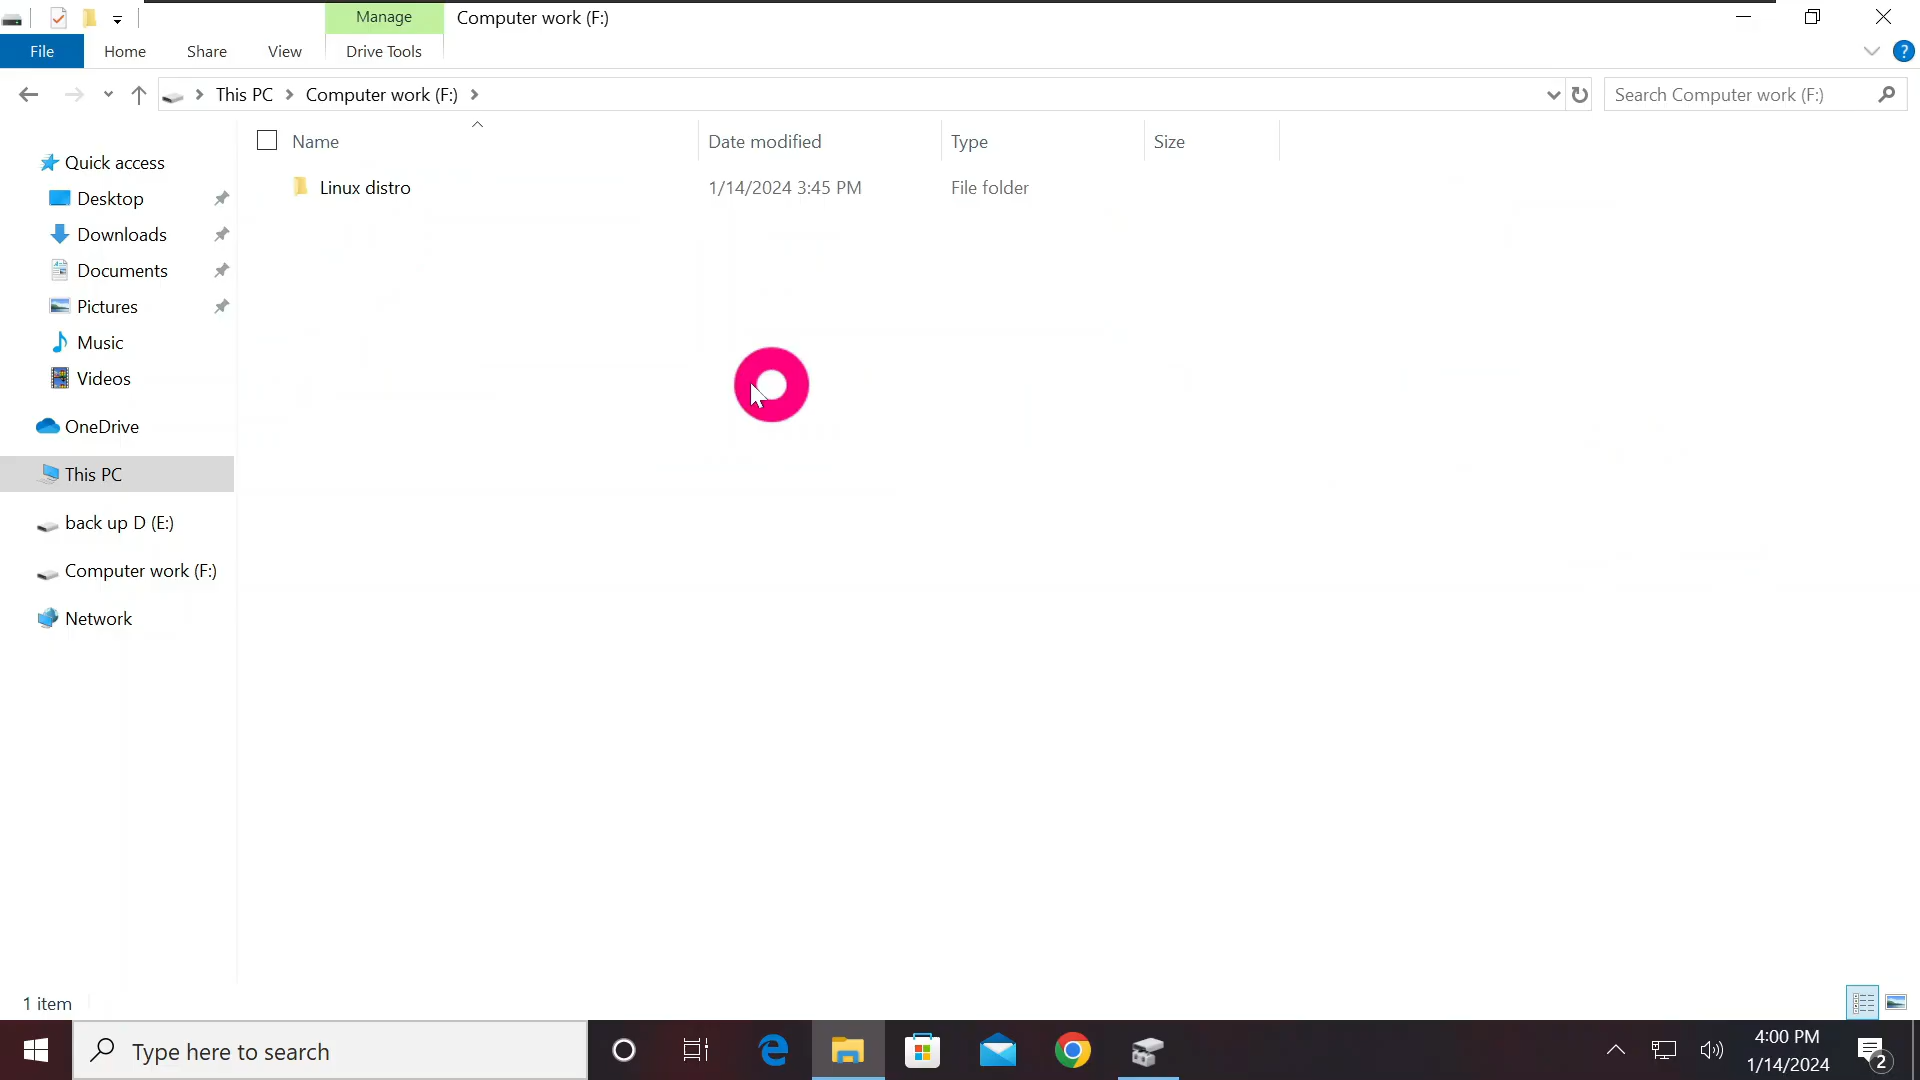 Manage
Computer work (F:)
File
Home
Share
View
Drive Tools
?
This PC
Computer work (F:)
Search Computer work (F:)
Name
Date modified
Type
Size
Linux distro
1/14/2024 3:45 PM
File folder
Quick access
Desktop
Downloads
Documents
Pictures
Music
Videos
OneDrive
This PC
back up D (E:)
Computer work (F:)
Network
1 item
Type here to search
4:00 PM
1/14/2024
2